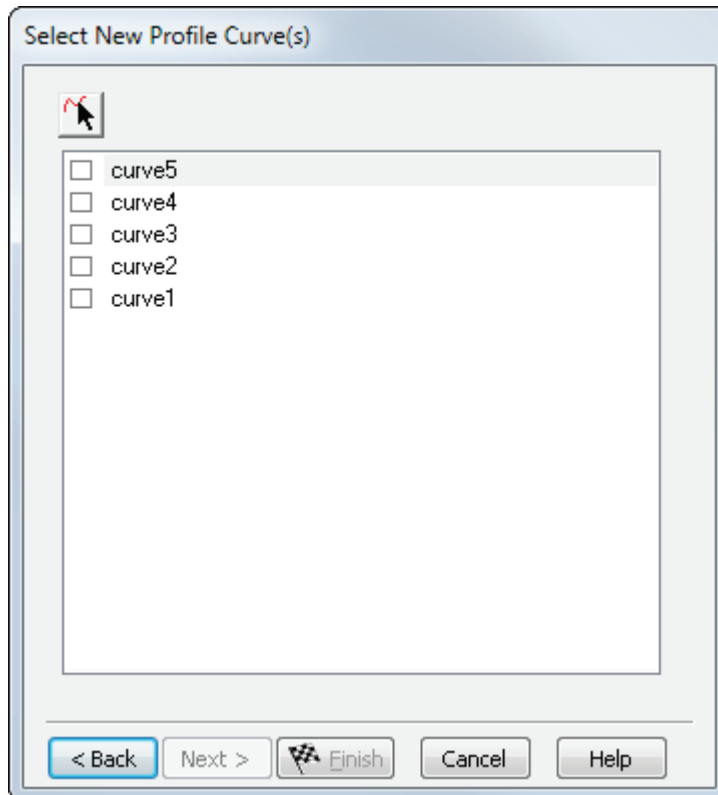 Select New Profile Curve(s)
curve5
curve4
curve3
curve2
curve1
< Back Next > Finish Cancel Help